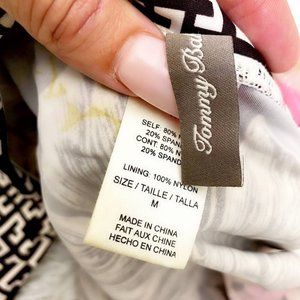 Tommy
SELF: 80%
20% SPAND
CONT: 80%
20% SPAND
LINING: 100% NYLON
SIZE / TAILLE / TALLA
M
MADE IN CHINA
FAIT AUX CHINE
HECHO EN CHINA